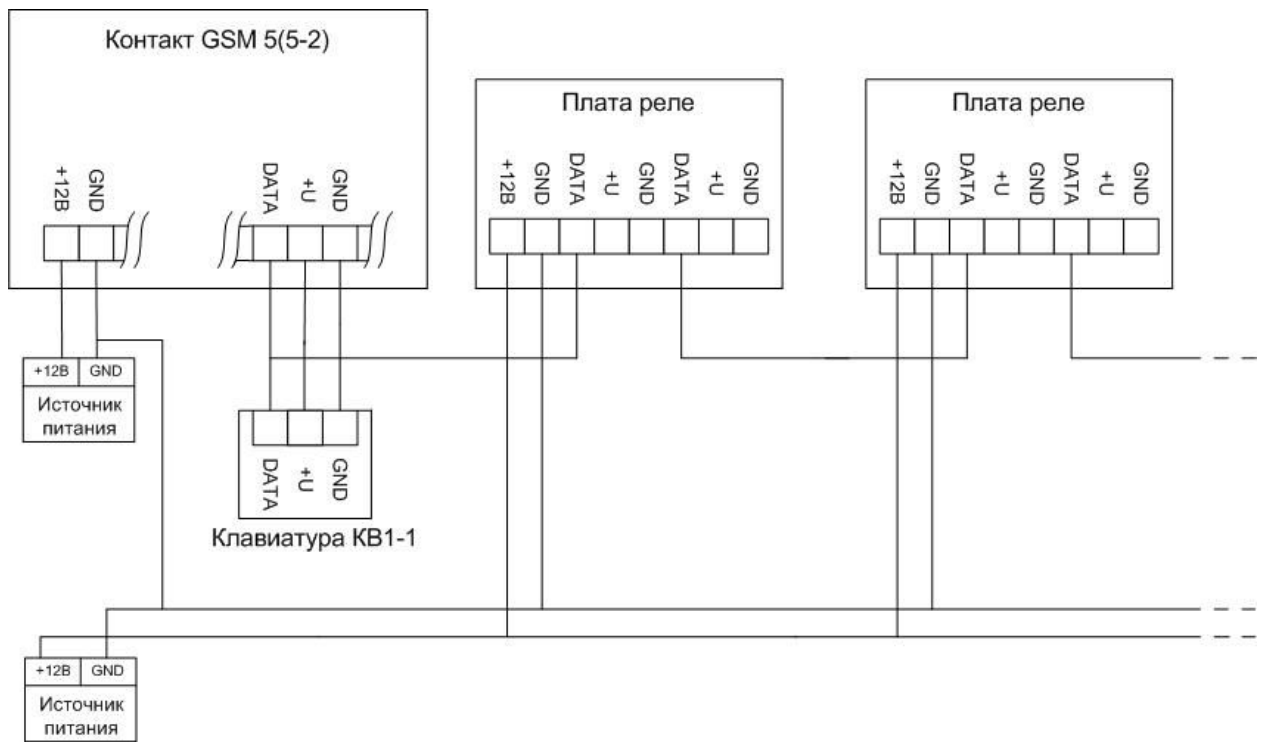 Контакт GSM 5(5-2)
+12В GND DATA +U GND
Плата реле
+12В GND DATA +U GND DATA +U GND
Плата реле
+12В GND DATA +U GND DATA +U GND
+12В GND
Источник
питания
DATA +U GND
Клавиатура КВ1-1
+12В GND
Источник
питания